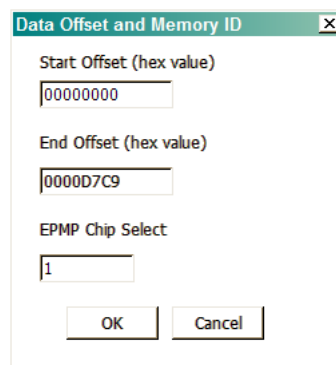 Data Offset and Memory ID
Start Offset (hex value)
00000000
End Offset (hex value)
0000D7C9
EPMP Chip Select
1
OK Cancel